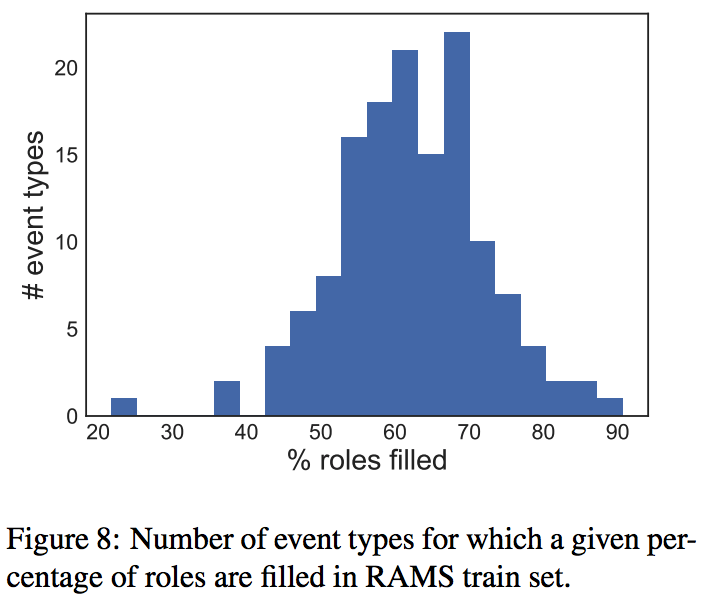 20
15
10
5
0
# event types
20 30 40 50 60 70 80 90
% roles filled
Figure 8: Number of event types for which a given per-
centage of roles are filled in RAMS train set.